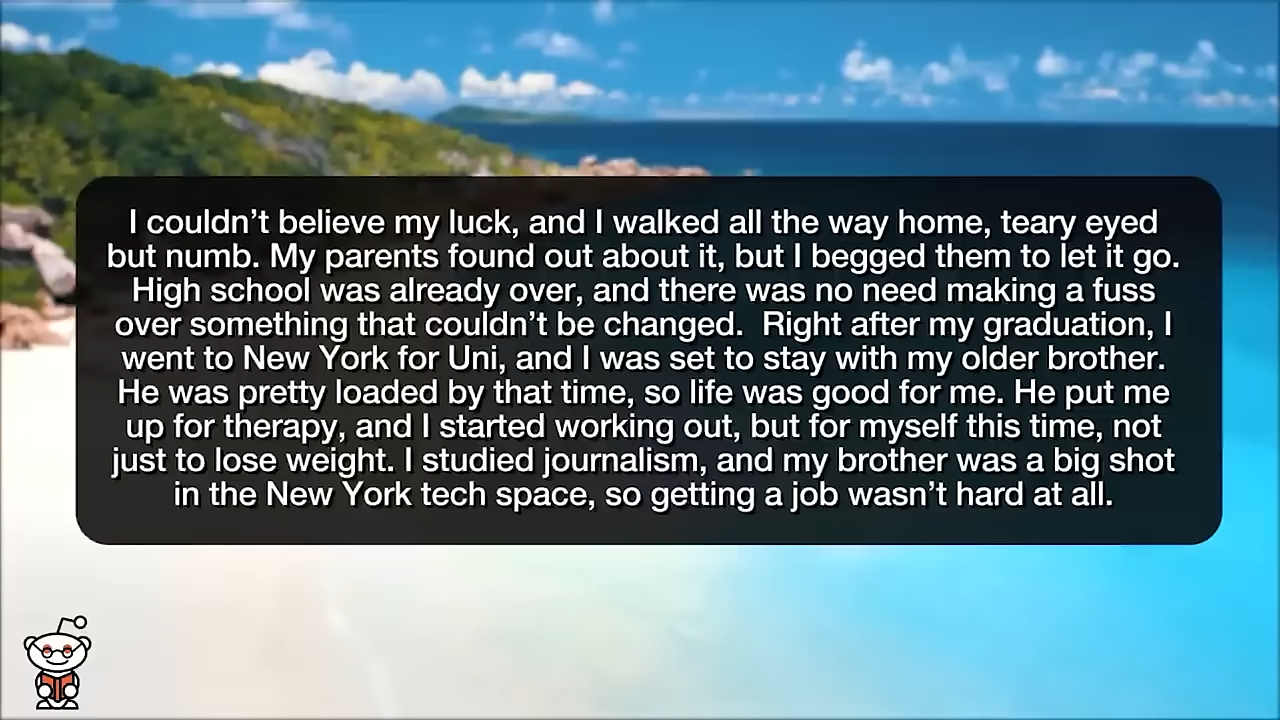 I couldn’t believe my luck, and I walked all the way home, teary eyed
but numb. My parents found out about it, but I begged them to let it go.
High school was already over, and there was no need making a fuss
over something that couldn’t be changed.  Right after my graduation, I
went to New York for Uni, and I was set to stay with my older brother.
He was pretty loaded by that time, so life was good for me. He put me
up for therapy, and I started working out, but for myself this time, not
just to lose weight. I studied journalism, and my brother was a big shot
in the New York tech space, so getting a job wasn’t hard at all.